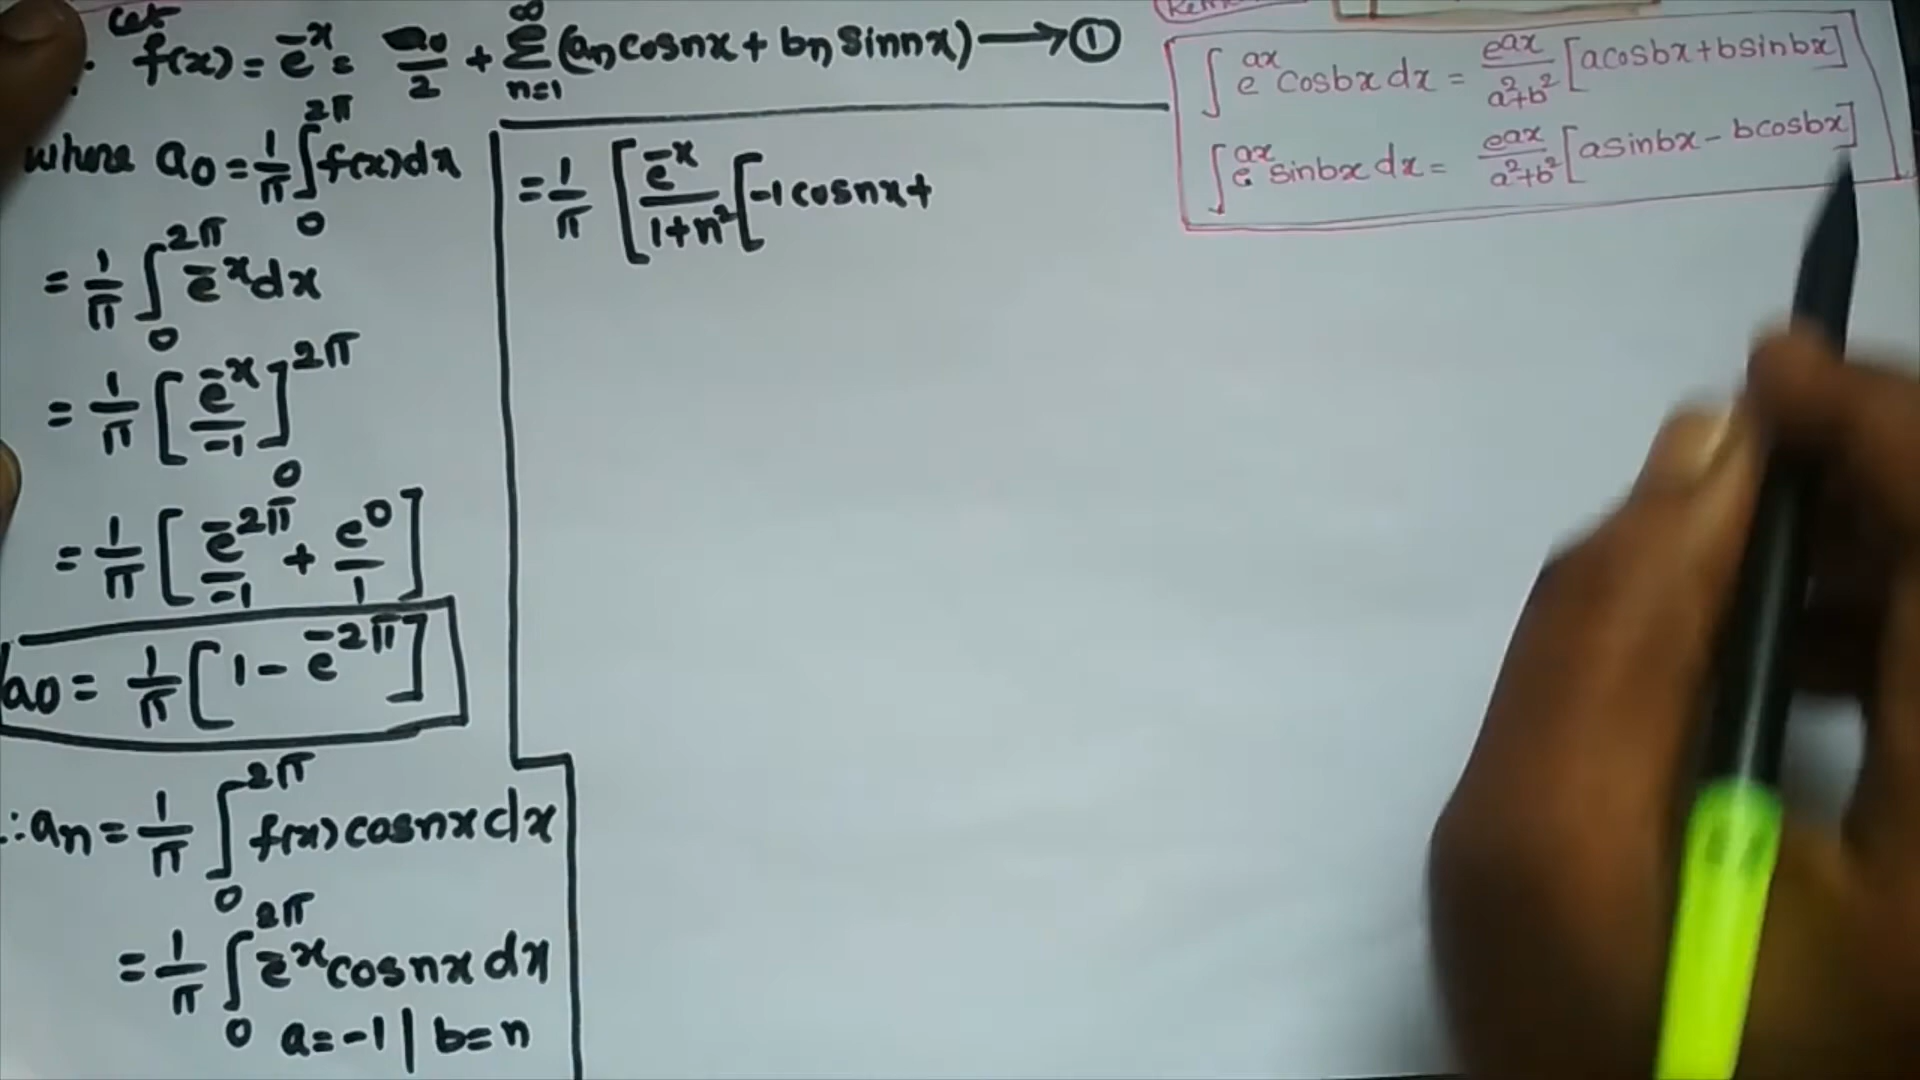 Let
f(x) = e^-x = a0/2 + Σ_{n=1}^{∞} (an cosnx + bn sinnx) → ①
where a0 = 1/π ∫_0^{2π} f(x)dx
= 1/π ∫_0^{2π} e^-x dx
= 1/π [e^-x/-1]_0^{2π}
= 1/π [e^-2π/-1 + e^0/1]
a0 = 1/π [1 - e^-2π]
∴ an = 1/π ∫_0^{2π} f(x) cosnx dx
= 1/π ∫_0^{2π} e^-x cosnx dx
a = -1 | b = n
= 1/π [e^-x/1+n² [-1 cosnx +
∫ e^ax cosbx dx = e^ax/a²+b² [acosbx + bsinbx]
∫ e^ax sinbx dx = e^ax/a²+b² [asinbx - bcosbx]